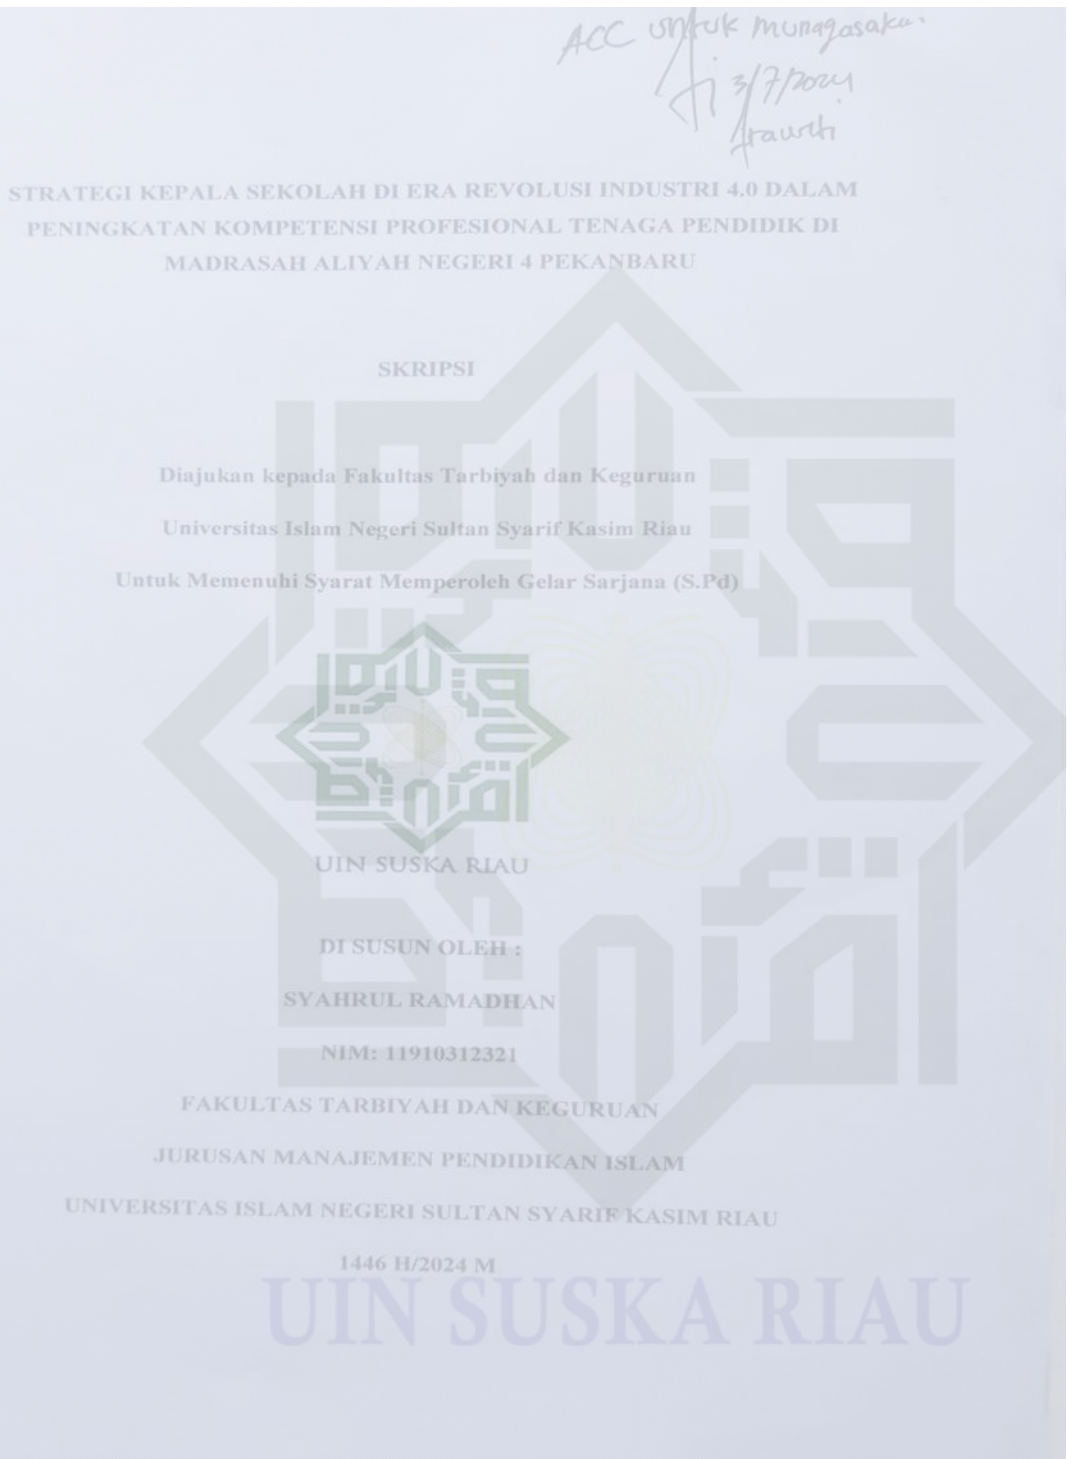 ACC untuk munaqasaka.
3/7/2024
STRATEGI KEPALA SEKOLAH DI ERA REVOLUSI INDUSTRI 4.0 DALAM
PENINGKATAN KOMPETENSI PROFESIONAL TENAGA PENDIDIK DI
MADRASAH ALIYAH NEGERI 4 PEKANBARU
SKRIPSI
Diajukan kepada Fakultas Tarbiyah dan Keguruan
Universitas Islam Negeri Sultan Syarif Kasim Riau
Untuk Memenuhi Syarat Memperoleh Gelar Sarjana (S.Pd)
UIN SUSKA RIAU
DI SUSUN OLEH :
SYAHRUL RAMADHAN
NIM: 11910312321
FAKULTAS TARBIYAH DAN KEGURUAN
JURUSAN MANAJEMEN PENDIDIKAN ISLAM
UNIVERSITAS ISLAM NEGERI SULTAN SYARIF KASIM RIAU
1446 H/2024 M
UIN SUSKA RIAU